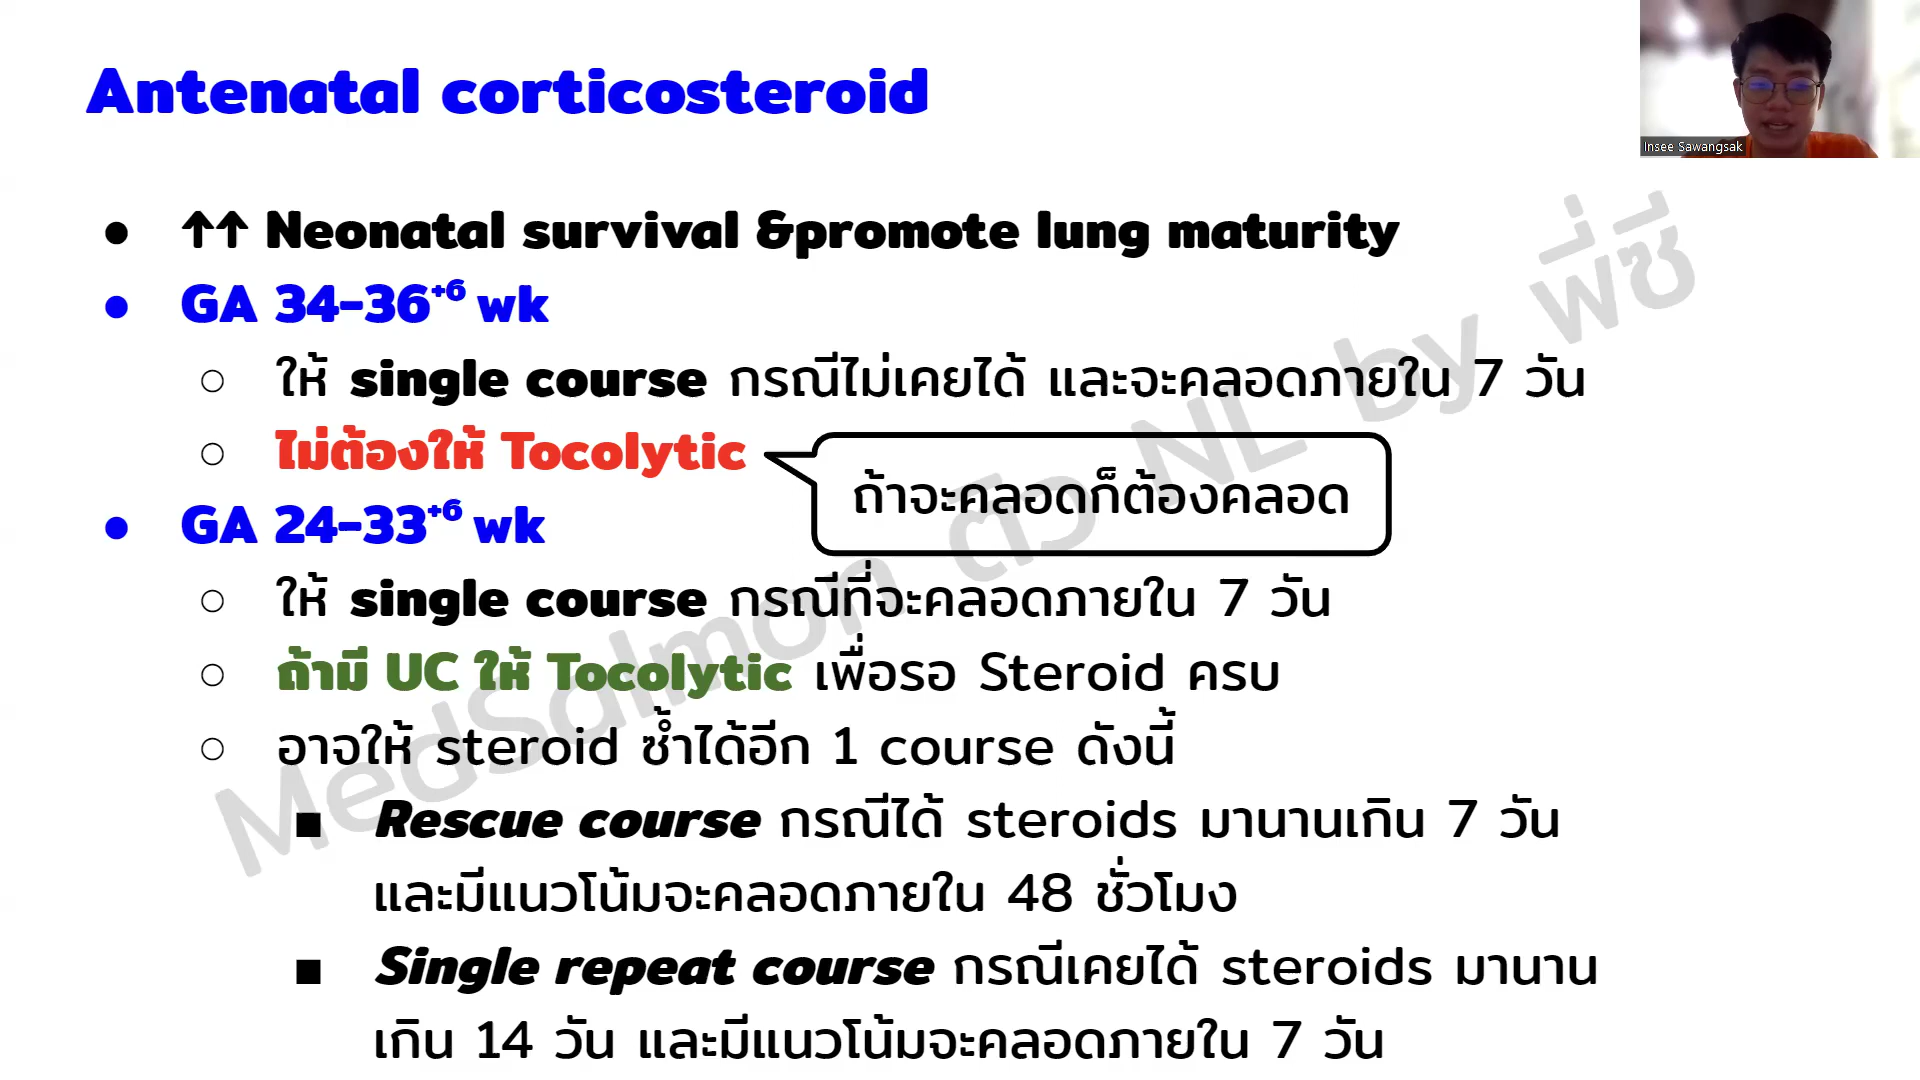 Antenatal corticosteroid
Insee Sawangsak
● ↑↑ Neonatal survival &promote lung maturity
● GA 34-36⁺⁶ wk
○ ให้ single course กรณีไม่เคยได้ และจะคลอดภายใน 7 วัน
○ ไม่ต้องให้ Tocolytic
ถ้าจะคลอดก็ต้องคลอด
● GA 24-33⁺⁶ wk
○ ให้ single course กรณีที่จะคลอดภายใน 7 วัน
○ ถ้ามี UC ให้ Tocolytic เพื่อรอ Steroid ครบ
○ อาจให้ steroid ซ้ำได้อีก 1 course ดังนี้
■ Rescue course กรณีได้ steroids มานานเกิน 7 วัน
และมีแนวโน้มจะคลอดภายใน 48 ชั่วโมง
■ Single repeat course กรณีเคยได้ steroids มานาน
เกิน 14 วัน และมีแนวโน้มจะคลอดภายใน 7 วัน
MedSalmon ติว NL by พี่ซี